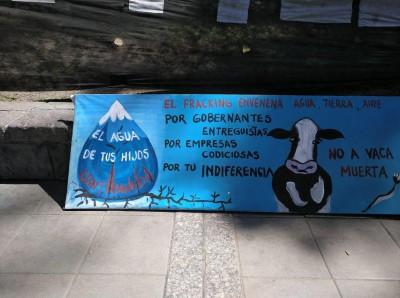 EL FRACKING ENVENENA AGUA, TIERRA, AIRE
POR GOBERNANTES
ENTREGUISTAS
POR EMPRESAS
CODICIOSAS
POR TU INDIFERENCIA
EL AGUA
DE TUS HIJOS
NO A VACA
MUERTA